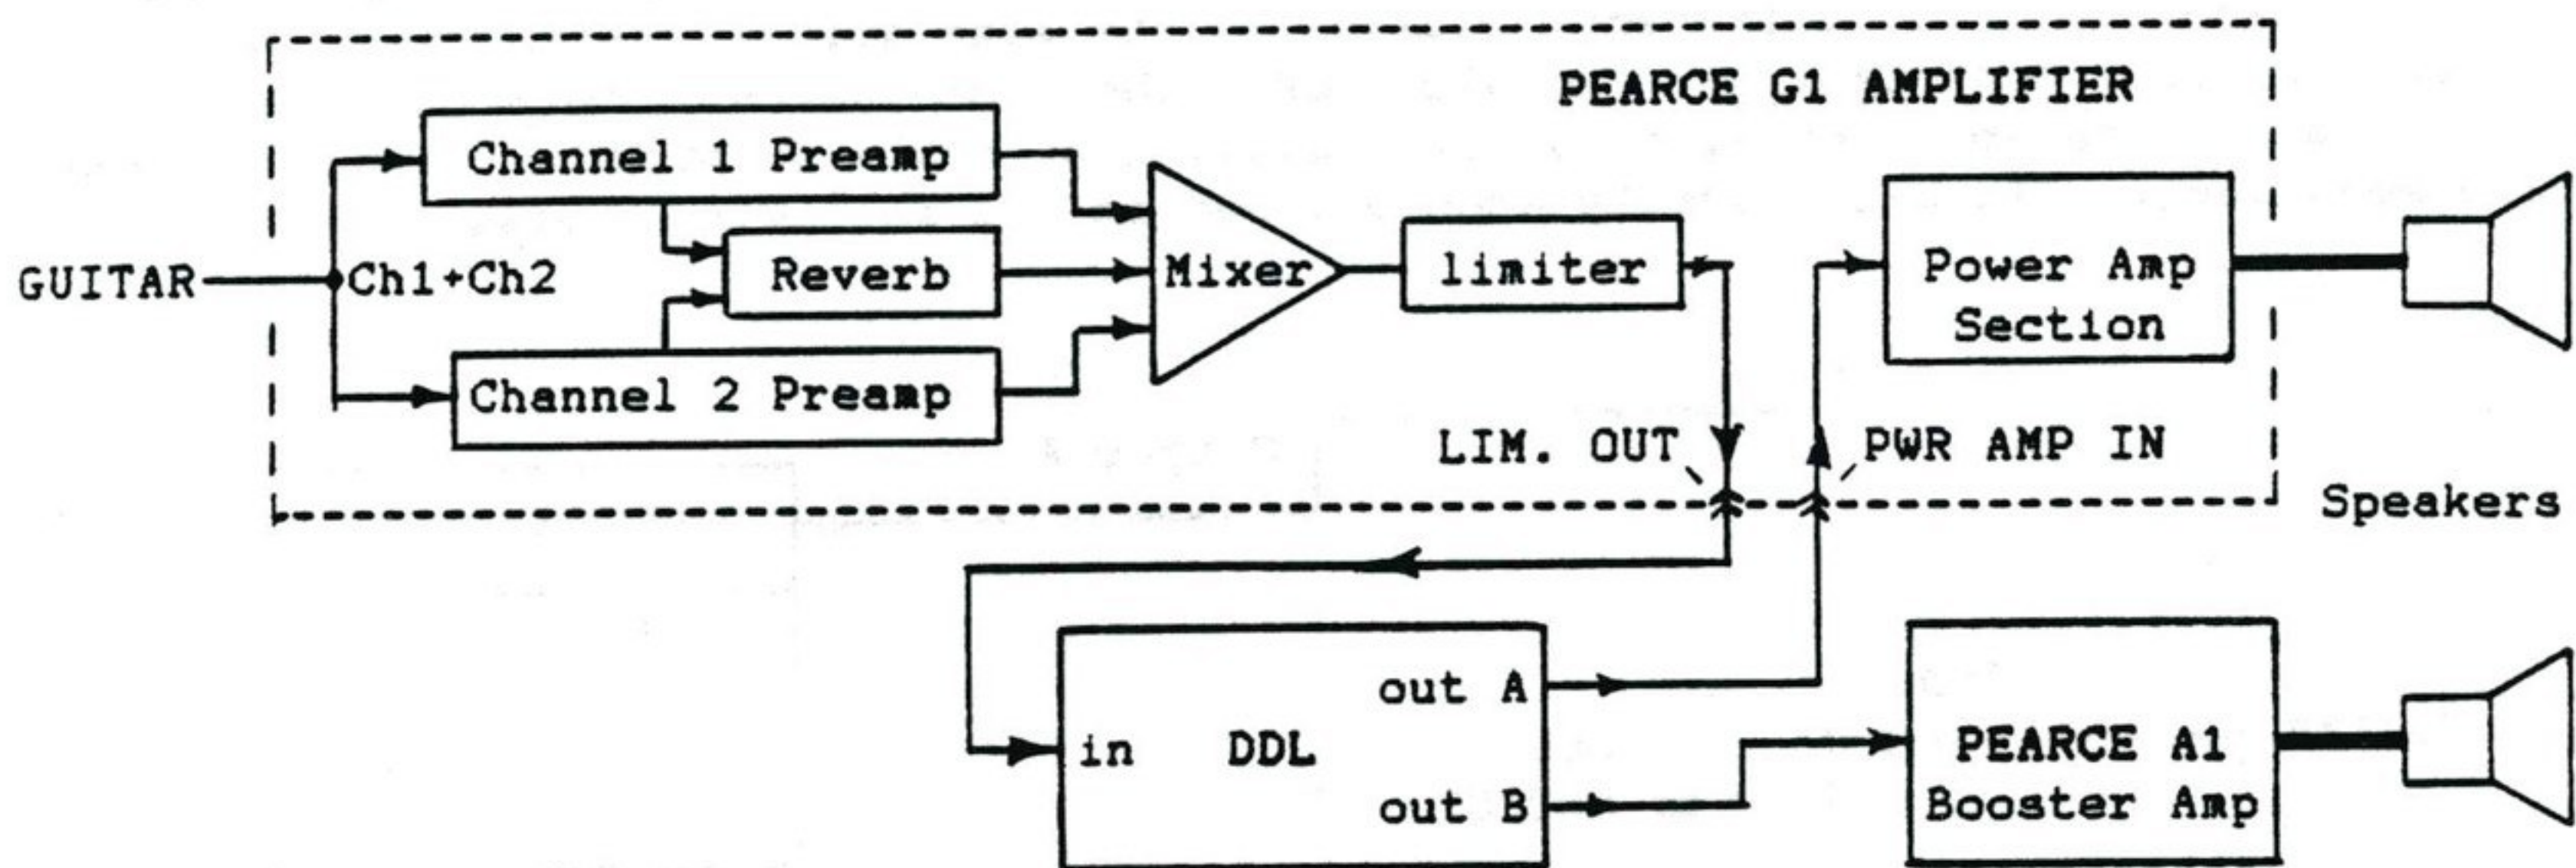 PEARCE G1 AMPLIFIER
Channel 1 Preamp
GUITAR
Ch1+Ch2
Reverb
Mixer
limiter
Power Amp
Section
Channel 2 Preamp
LIM. OUT
PWR AMP IN
Speakers
out A
in
DDL
out B
PEARCE A1
Booster Amp